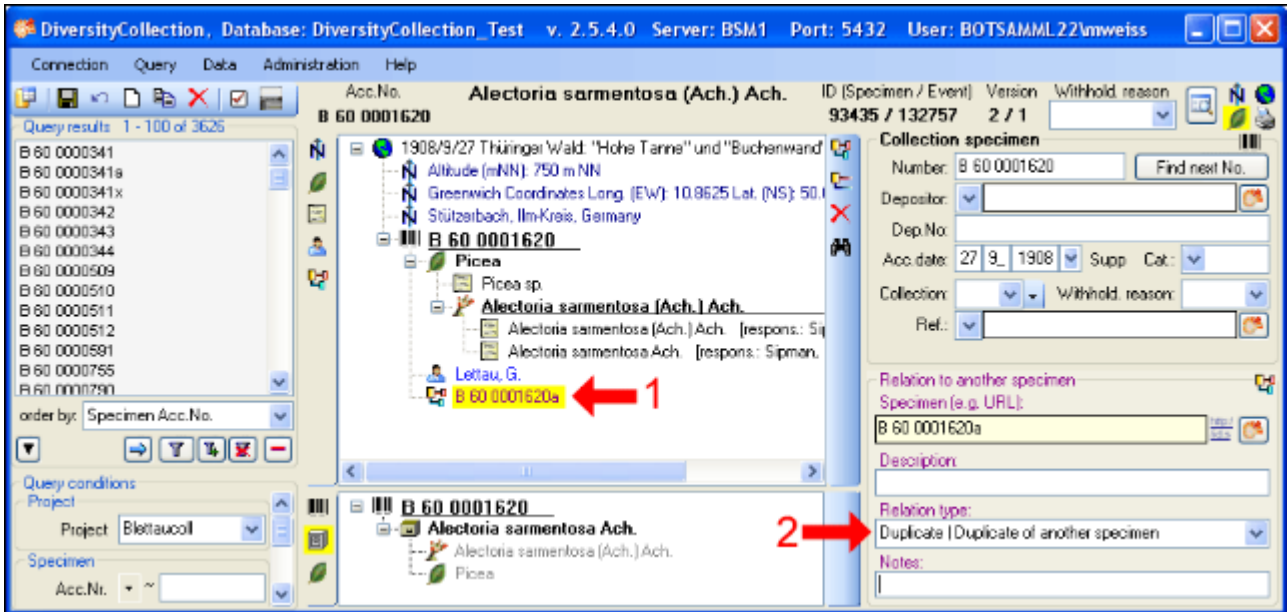 DiversityCollection, Database: DiversityCollection_Test v. 2.5.4.0 Server: BSM1 Port: 5432 User: BOTSAMML22\mweiss
Connection Query Data Administration Help
Acc.No.
Alectoria sarmentosa (Ach.) Ach.
B 60 0001620
ID (Specimen / Event) Version Withhold. reason
93435 / 132757 2 / 1
Query results 1 - 100 of 3626
B 60 0000341
B 60 0000341a
B 60 0000341x
B 60 0000342
B 60 0000343
B 60 0000344
B 60 0000509
B 60 0000510
B 60 0000511
B 60 0000512
B 60 0000591
B 60 0000755
B 60 0000790
order by: Specimen Acc.No.
Query conditions
Project
Project Blettaucoll
Specimen
Acc.Nr. ~
1908/9/27 Thüringer Wald: "Hohe Tanne" und "Buchenwand"
Altitude (mNN): 750 m NN
Greenwich Coordinates Long. (EW): 10.8625 Lat. (NS): 50.
Stützerbach, Ilm-Kreis, Germany
B 60 0001620
Picea
Picea sp.
Alectoria sarmentosa (Ach.) Ach.
Alectoria sarmentosa (Ach.) Ach. [respons.: Sip
Alectoria sarmentosa Ach. [respons.: Sipman,
Lettau, G.
B 60 0001620a
1
B 60 0001620
Alectoria sarmentosa Ach.
Alectoria sarmentosa (Ach.) Ach.
Picea
Collection specimen
Number: B 60 0001620 Find next No.
Depositor:
Dep.No:
Acc.date: 27 9_ 1908 Supp Cat.:
Collection: Withhold. reason:
Ref.:
Relation to another specimen
Specimen (e.g. URL):
B 60 0001620a
Description:
Relation type:
2
Duplicate | Duplicate of another specimen
Notes: